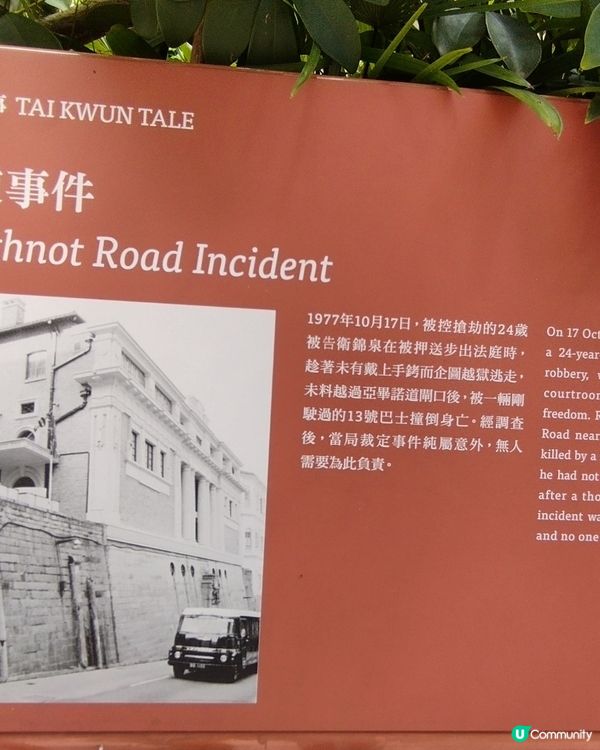 事 TAI KWUN TALE
事件
hnot Road Incident
1977年10月17日，被控搶劫的24歲
被告衛錦泉在被押送步出法庭時，
趁著未有戴上手銬而企圖越獄逃走，
未料越過亞畢諾道閘口後，被一輛剛
駛過的13號巴士撞倒身亡。經調查
後，當局裁定事件純屬意外，無人
需要為此負責。
On 17 Oct
a 24-year
robbery, w
courtroom
freedom. R
Road near
killed by a
he had not
after a tho
incident wa
and no one
U Community